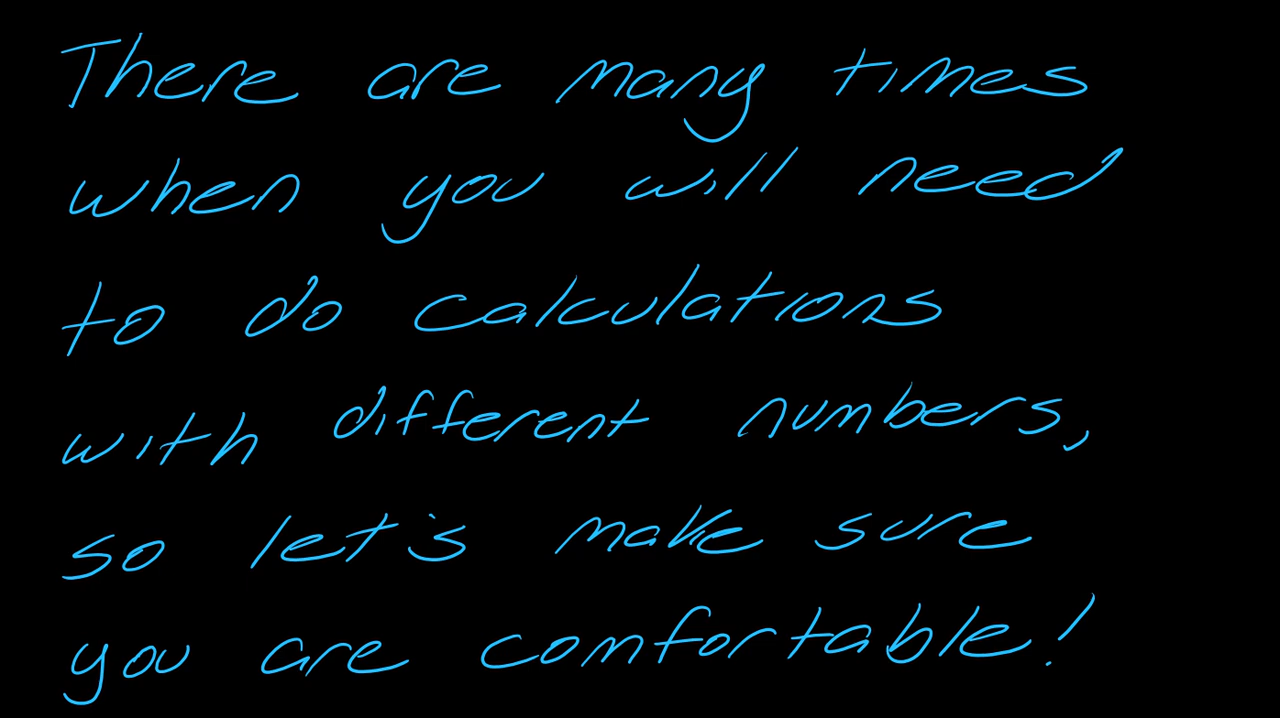 There are many times
when you will need
to do calculations
with different numbers,
so let's make sure
you are comfortable!